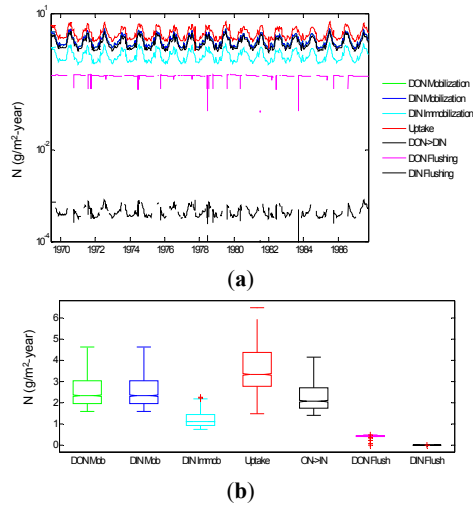 10^1
N (g/m²-year)
10^-2
10^-4
1970 1972 1974 1976 1978 1980 1982 1984 1986
DON Mobilization
DIN Mobilization
DIN Immobilization
Uptake
DON->DIN
DON Flushing
DIN Flushing
(a)
N (g/m²-year)
6
5
4
3
2
1
0
DON Mob DIN Mob DIN Immob Uptake ON->IN DON Flush DIN Flush
(b)